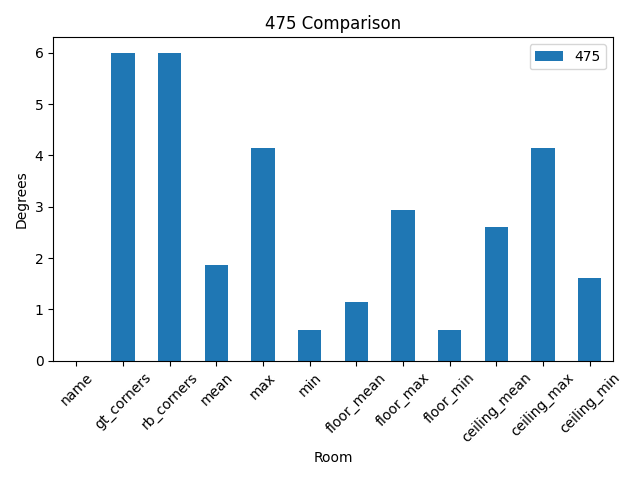 475 Comparison
475
Degrees
6
5
4
3
2
1
0
name
gt_corners
rb_corners
mean
max
min
floor_mean
floor_max
floor_min
ceiling_mean
ceiling_max
ceiling_min
Room